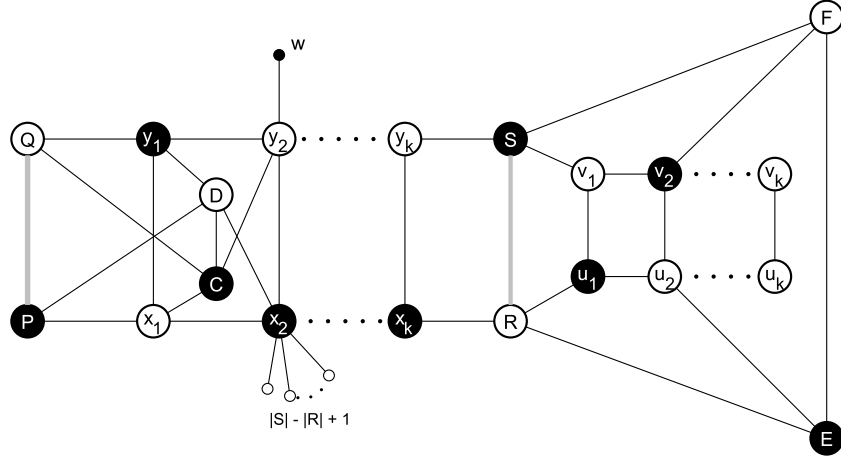 F
w
Q y₁ y₂ . . . . . yₖ S
v₁ v₂ . . . . vₖ
D
C u₁ u₂ . . . . uₖ
P x₁ x₂ . . . . . xₖ R
. . .
|S| - |R| + 1
E